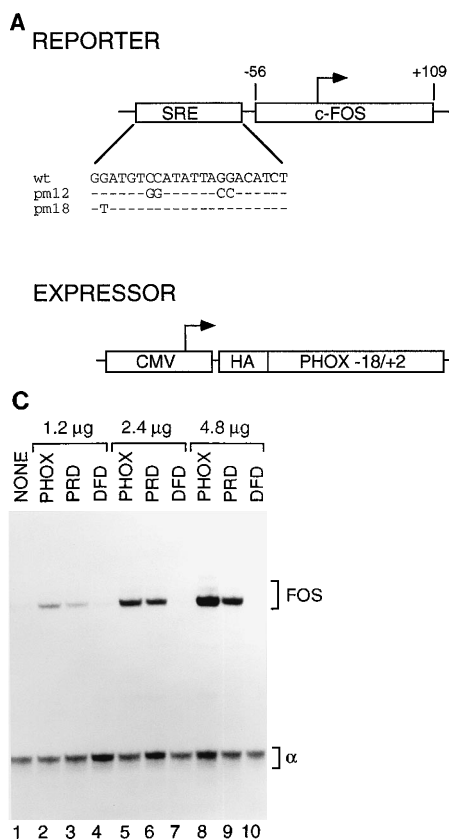 A
REPORTER
-56 +109
SRE c-FOS
wt GGATGTCCATATTAGGACATCT
pm12 ------GG-------CC-----
pm18 -T--------------------
EXPRESSOR
CMV HA PHOX -18/+2
C
1.2 µg 2.4 µg 4.8 µg
NONE PHOX PRD DFD PHOX PRD DFD PHOX PRD DFD
FOS
α
1 2 3 4 5 6 7 8 9 10